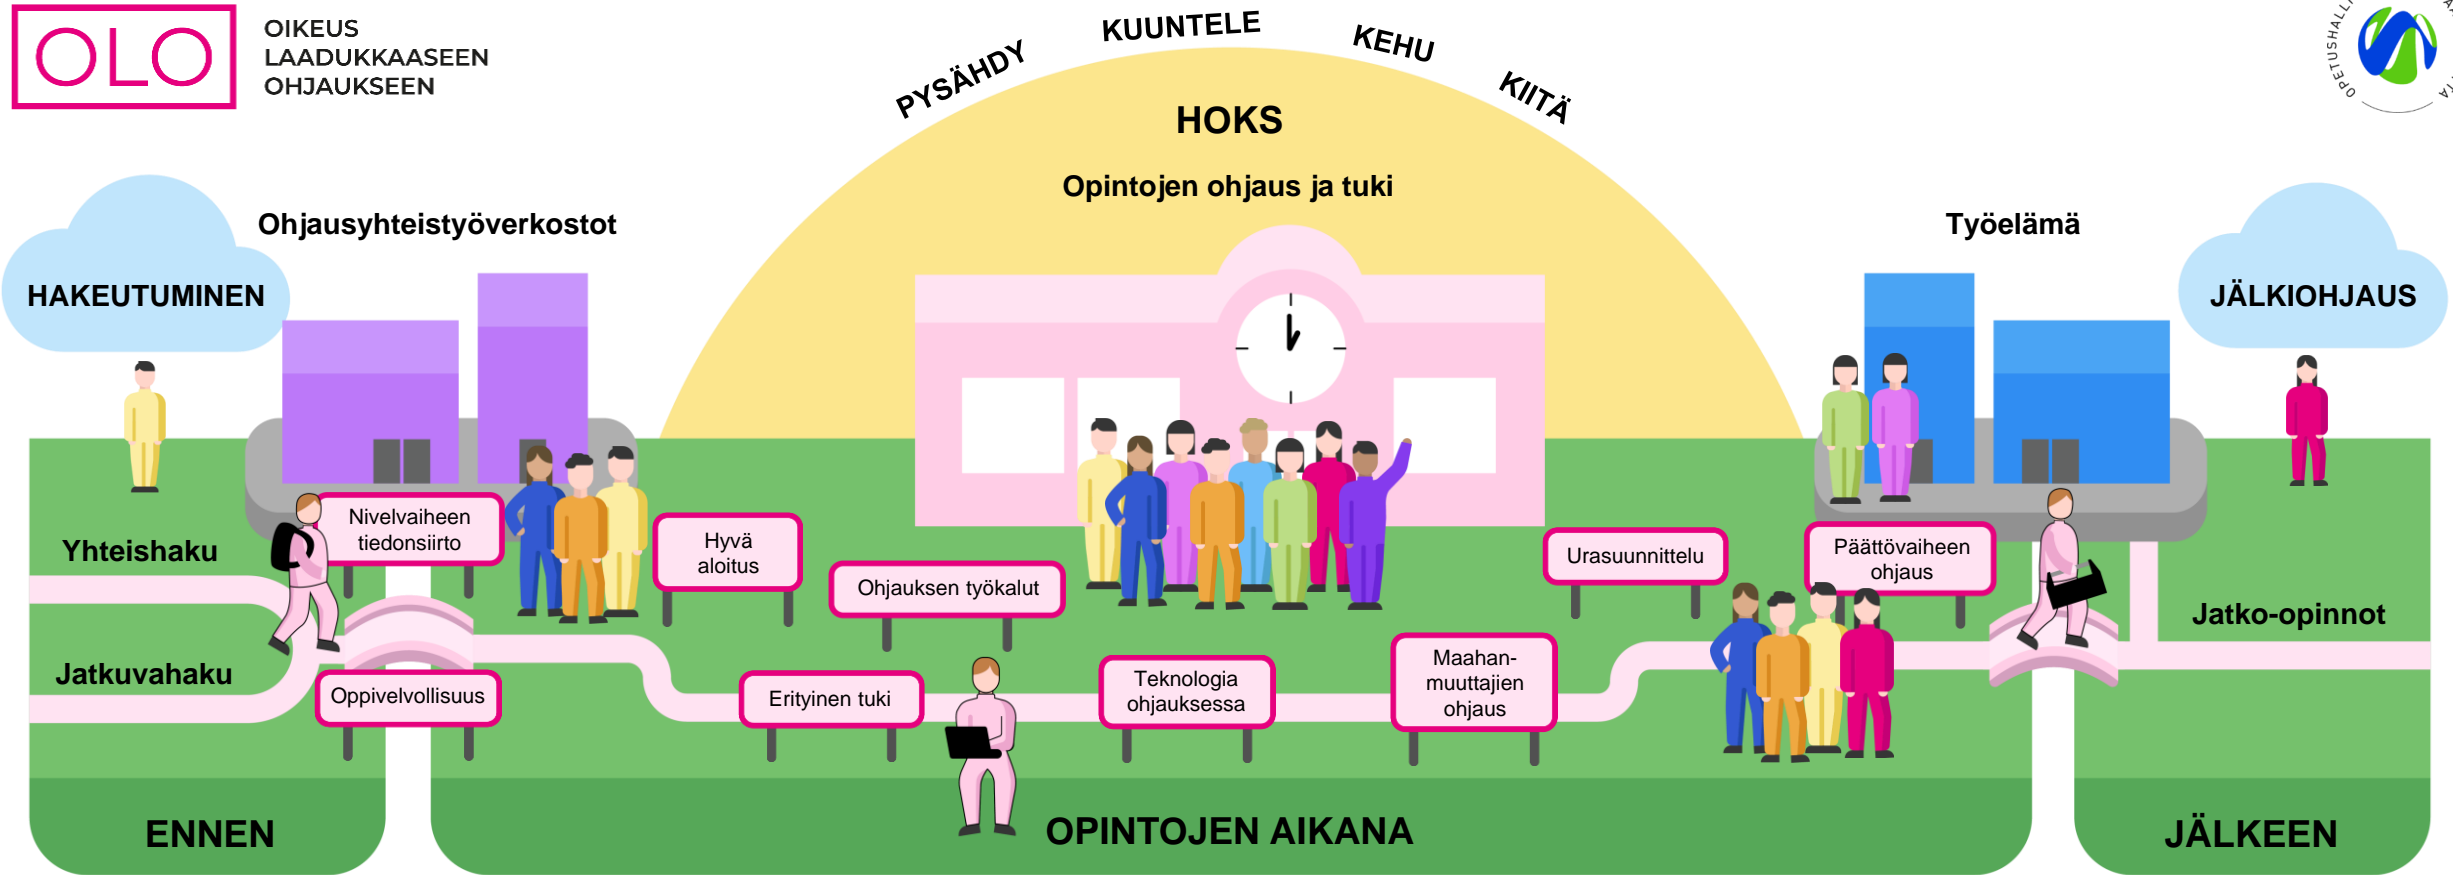 OLO
OIKEUS
LAADUKKAASEEN
OHJAUKSEEN
PYSÄHDY
KUUNTELE
KEHU
KIITÄ
HOKS
Opintojen ohjaus ja tuki
HAKEUTUMINEN
Ohjausyhteistyöverkostot
Työelämä
JÄLKIOHJAUS
Yhteishaku
Jatkuvahaku
Nivelvaiheen
tiedonsiirto
Oppivelvollisuus
Hyvä
aloitus
Ohjauksen työkalut
Erityinen tuki
Teknologia
ohjauksessa
Maahan-
muuttajien
ohjaus
Urasuunnittelu
Päättövaiheen
ohjaus
Jatko-opinnot
ENNEN
OPINTOJEN AIKANA
JÄLKEEN